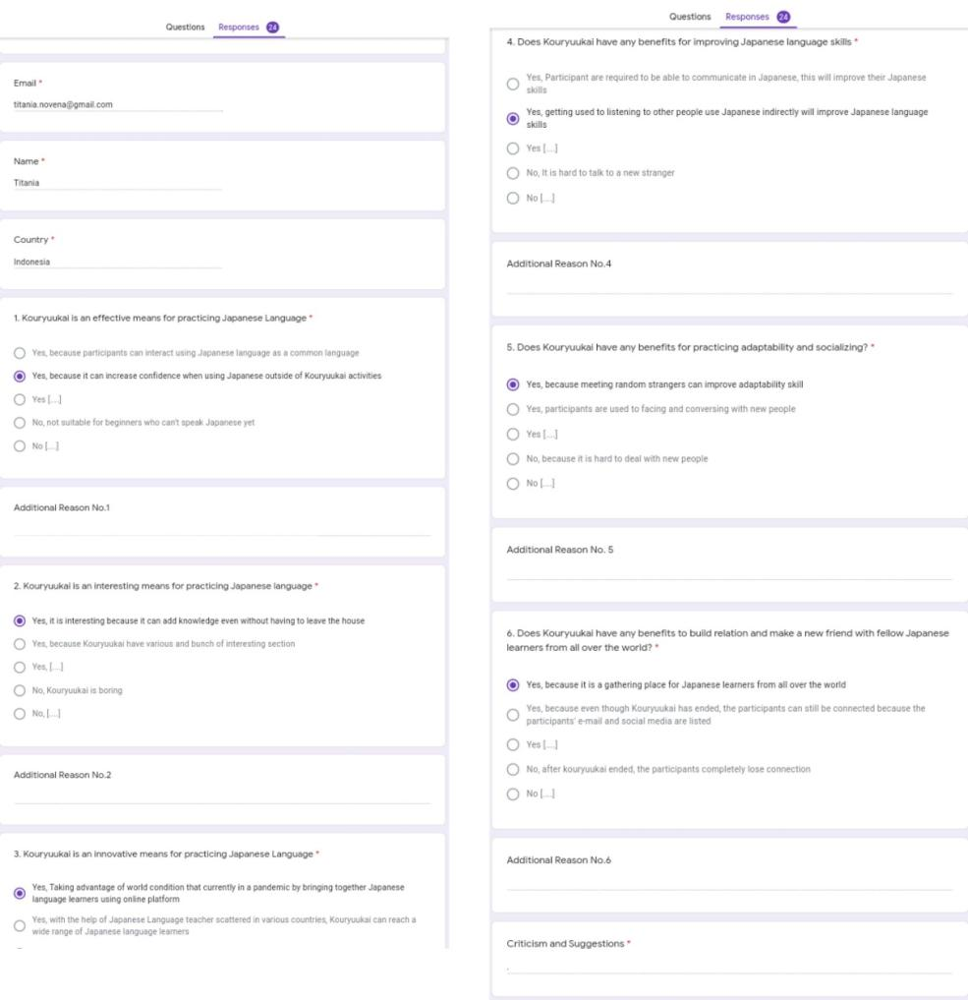 Questions Responses 24
Email *
titania.novena@gmail.com
Name *
Titania
Country *
Indonesia
1. Kouryuukai is an effective means for practicing Japanese Language *
Yes, because participants can interact using Japanese language as a common language
Yes, because it can increase confidence when using Japanese outside of Kouryuukai activities
Yes [...]
No, not suitable for beginners who can't speak Japanese yet
No [...]
Additional Reason No.1
2. Kouryuukai is an interesting means for practicing Japanese language *
Yes, it is interesting because it can add knowledge even without having to leave the house
Yes, because Kouryuukai have various and bunch of interesting section
Yes, [...]
No, Kouryuukai is boring
No, [...]
Additional Reason No.2
3. Kouryuukai is an innovative means for practicing Japanese Language *
Yes, Taking advantage of world condition that currently in a pandemic by bringing together Japanese
language learners using online platform
Yes, with the help of Japanese Language teacher scattered in various countries, Kouryuukai can reach a
wide range of Japanese language learners
Questions Responses 24
4. Does Kouryuukai have any benefits for improving Japanese language skills *
Yes, Participant are required to be able to communicate in Japanese, this will improve their Japanese
skills
Yes, getting used to listening to other people use Japanese indirectly will improve Japanese language
skills
Yes [...]
No, It is hard to talk to a new stranger
No [...]
Additional Reason No.4
5. Does Kouryuukai have any benefits for practicing adaptability and socializing? *
Yes, because meeting random strangers can improve adaptability skill
Yes, participants are used to facing and conversing with new people
Yes [...]
No, because it is hard to deal with new people
No [...]
Additional Reason No. 5
6. Does Kouryuukai have any benefits to build relation and make a new friend with fellow Japanese
learners from all over the world? *
Yes, because it is a gathering place for Japanese learners from all over the world
Yes, because even though Kouryuukai has ended, the participants can still be connected because the
participants' e-mail and social media are listed
Yes [...]
No, after kouryuukai ended, the participants completely lose connection
No [...]
Additional Reason No.6
Criticism and Suggestions *
.